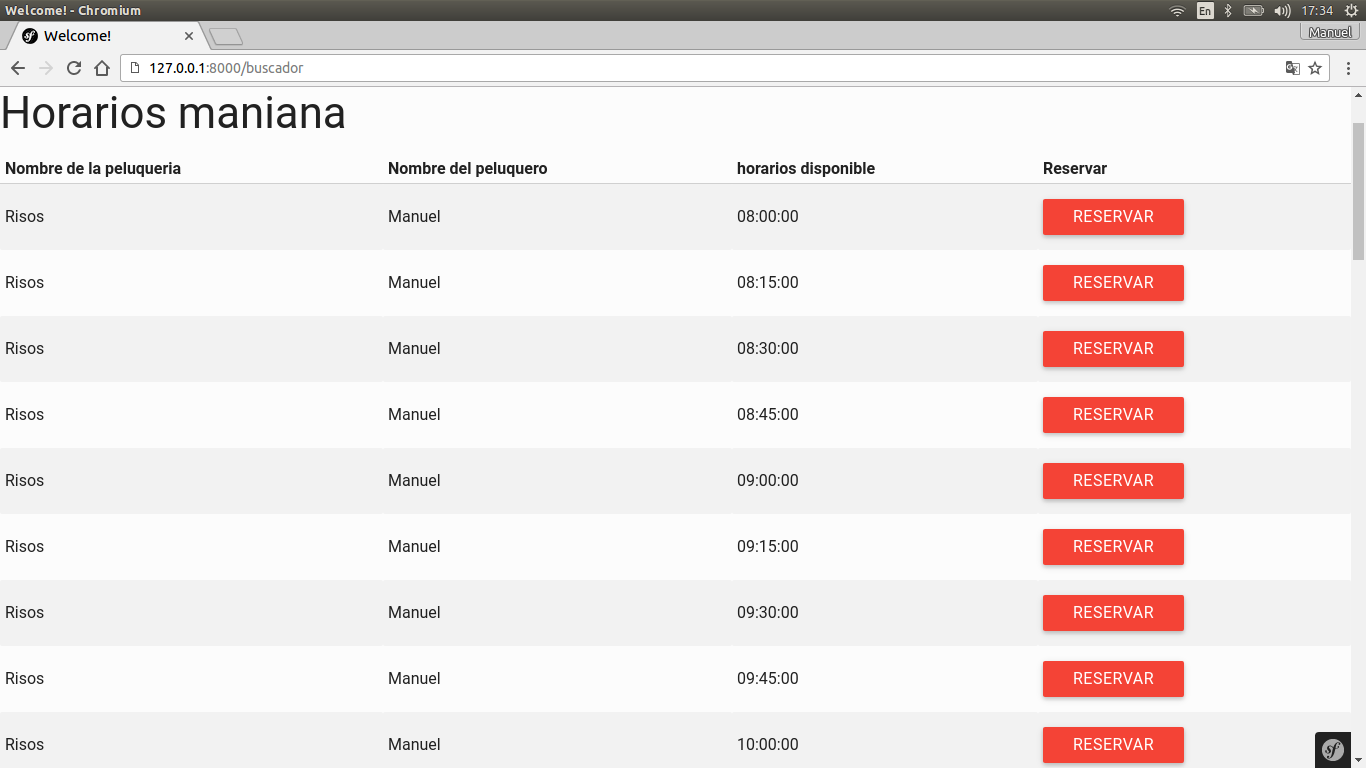 Welcome! - Chromium
En
17:34
Welcome!
Manuel
127.0.0.1:8000/buscador
Horarios maniana
Nombre de la peluqueria Nombre del peluquero horarios disponible Reservar
Risos Manuel 08:00:00 RESERVAR
Risos Manuel 08:15:00 RESERVAR
Risos Manuel 08:30:00 RESERVAR
Risos Manuel 08:45:00 RESERVAR
Risos Manuel 09:00:00 RESERVAR
Risos Manuel 09:15:00 RESERVAR
Risos Manuel 09:30:00 RESERVAR
Risos Manuel 09:45:00 RESERVAR
Risos Manuel 10:00:00 RESERVAR
sf